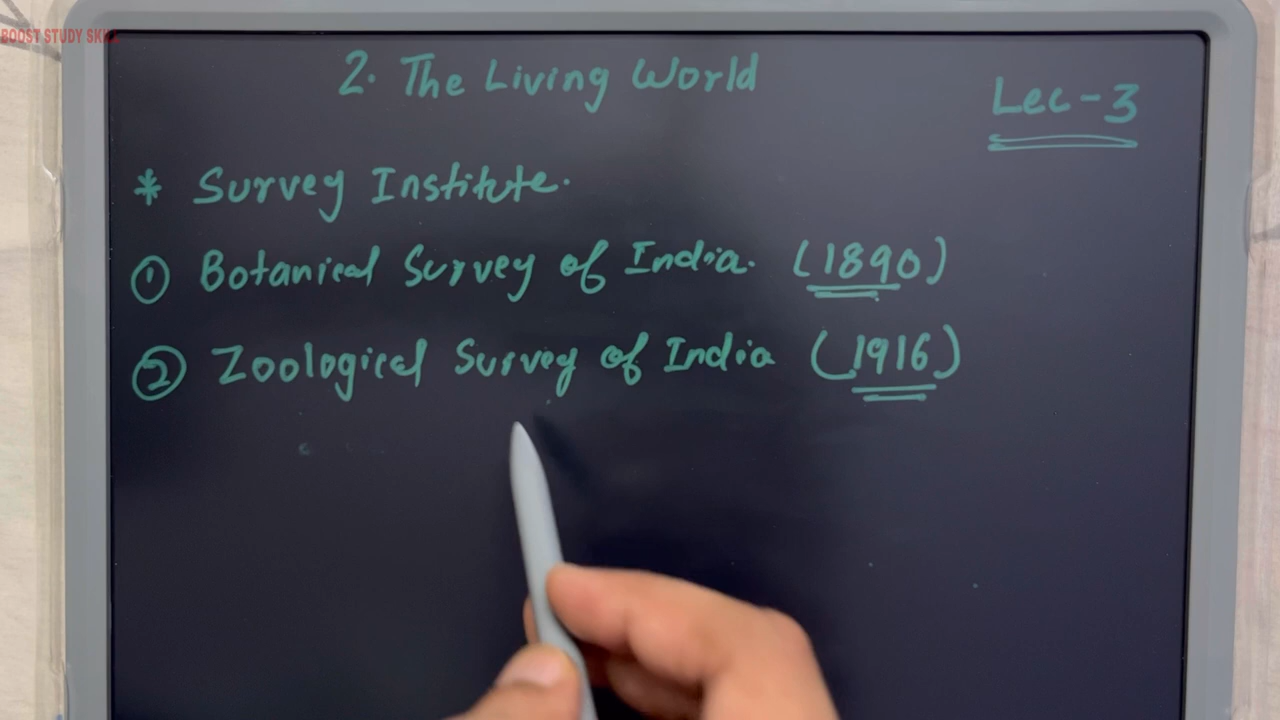 BOOST STUDY SKILL
2. The Living World
Lec-3
* Survey Institute.
① Botanical Survey of India. (1890)
② Zoological Survey of India (1916)